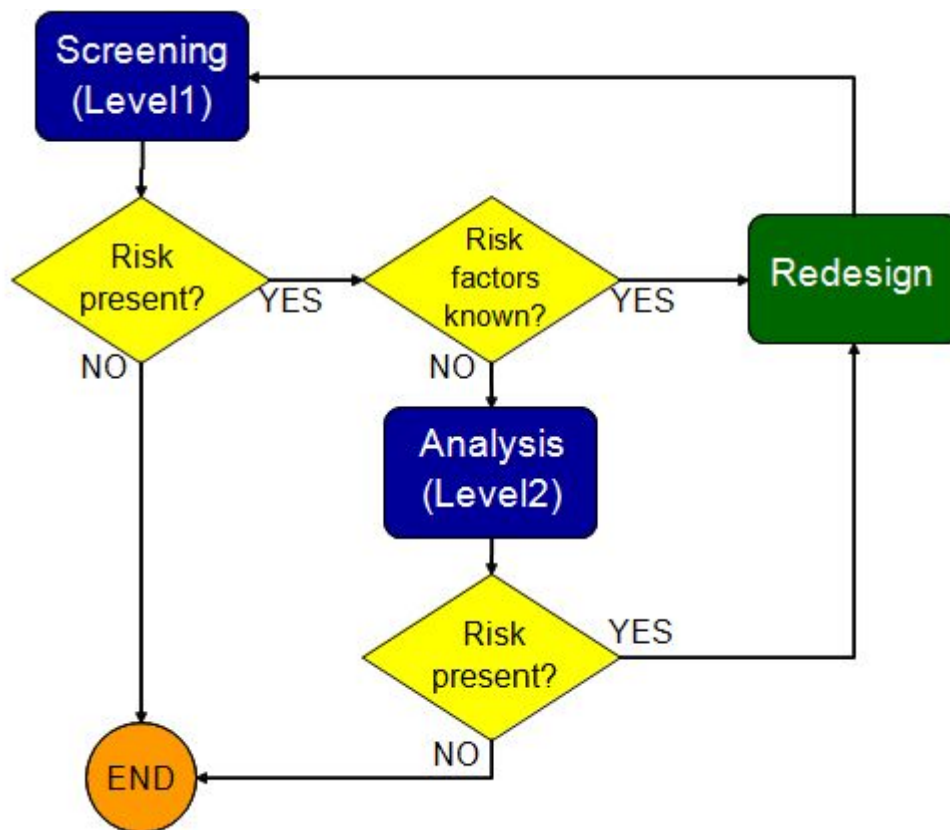 Screening
(Level1)
Risk
present?
YES
NO
Risk
factors
known?
YES
NO
Redesign
Analysis
(Level2)
Risk
present?
YES
NO
END